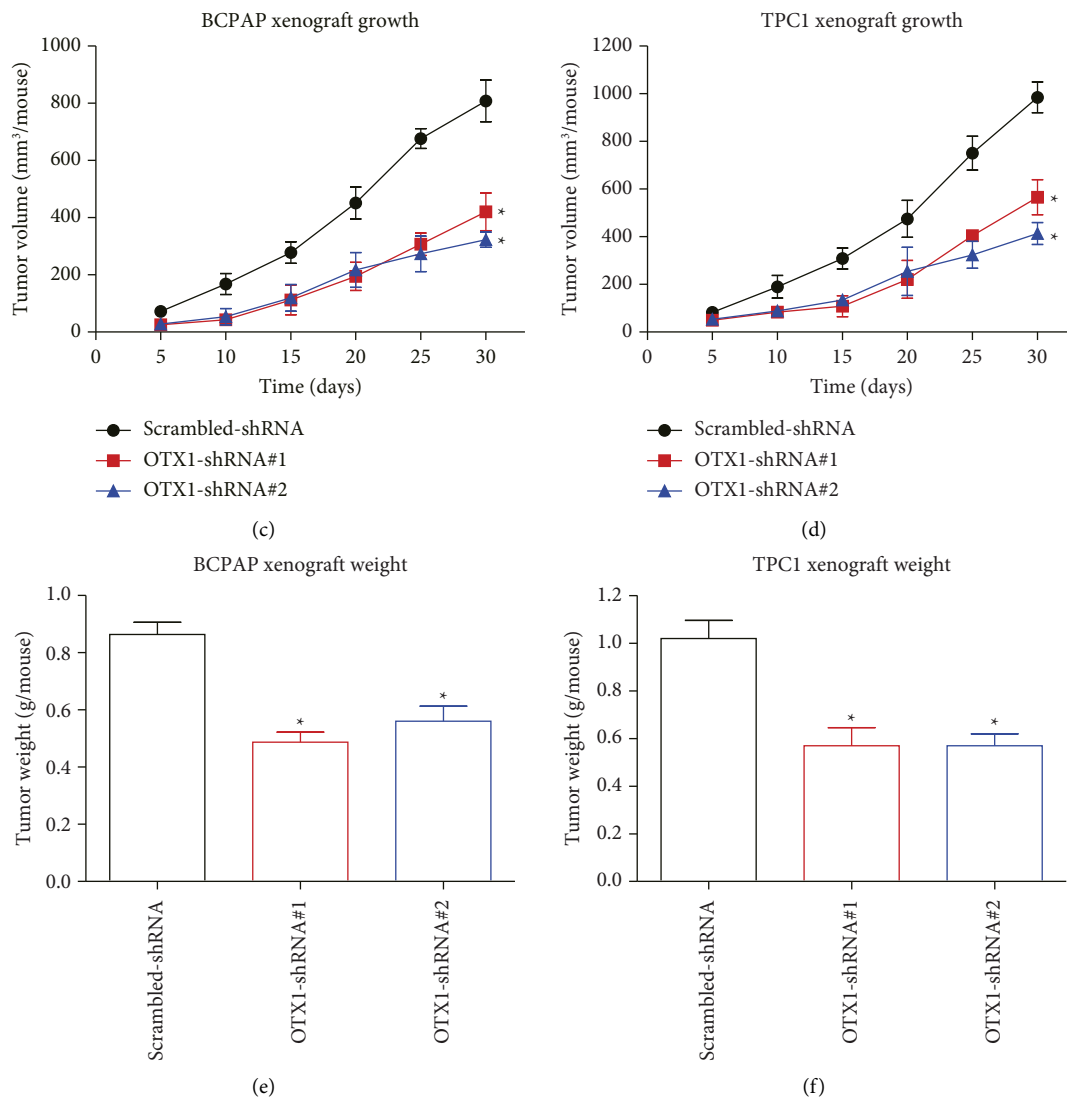 BCPAP xenograft growth
Tumor volume (mm³/mouse)
1000
800
600
400
200
0
*
*
0 5 10 15 20 25 30
Time (days)
Scrambled-shRNA
OTX1-shRNA#1
OTX1-shRNA#2
(c)
TPC1 xenograft growth
Tumor volume (mm³/mouse)
1200
1000
800
600
400
200
0
*
*
0 5 10 15 20 25 30
Time (days)
Scrambled-shRNA
OTX1-shRNA#1
OTX1-shRNA#2
(d)
BCPAP xenograft weight
Tumor weight (g/mouse)
1.0
0.8
0.6
0.4
0.2
0.0
*
*
Scrambled-shRNA
OTX1-shRNA#1
OTX1-shRNA#2
(e)
TPC1 xenograft weight
Tumor weight (g/mouse)
1.2
1.0
0.8
0.6
0.4
0.2
0.0
*
*
Scrambled-shRNA
OTX1-shRNA#1
OTX1-shRNA#2
(f)